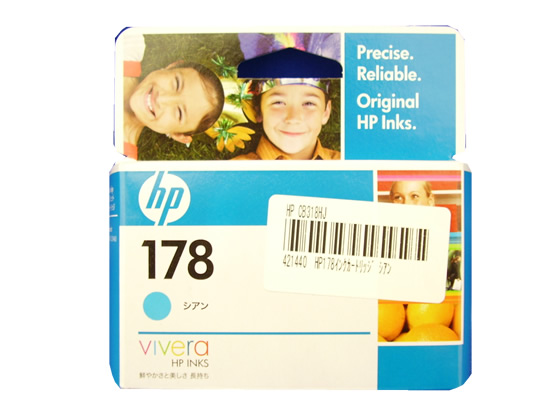 Precise.
Reliable.
Original
HP Inks.
hp
178
シアン
vivera
HP INKS
鮮やかさと美しさ 長持ち
HP CB318HJ
421440 HP178インクカートリッジ シアン